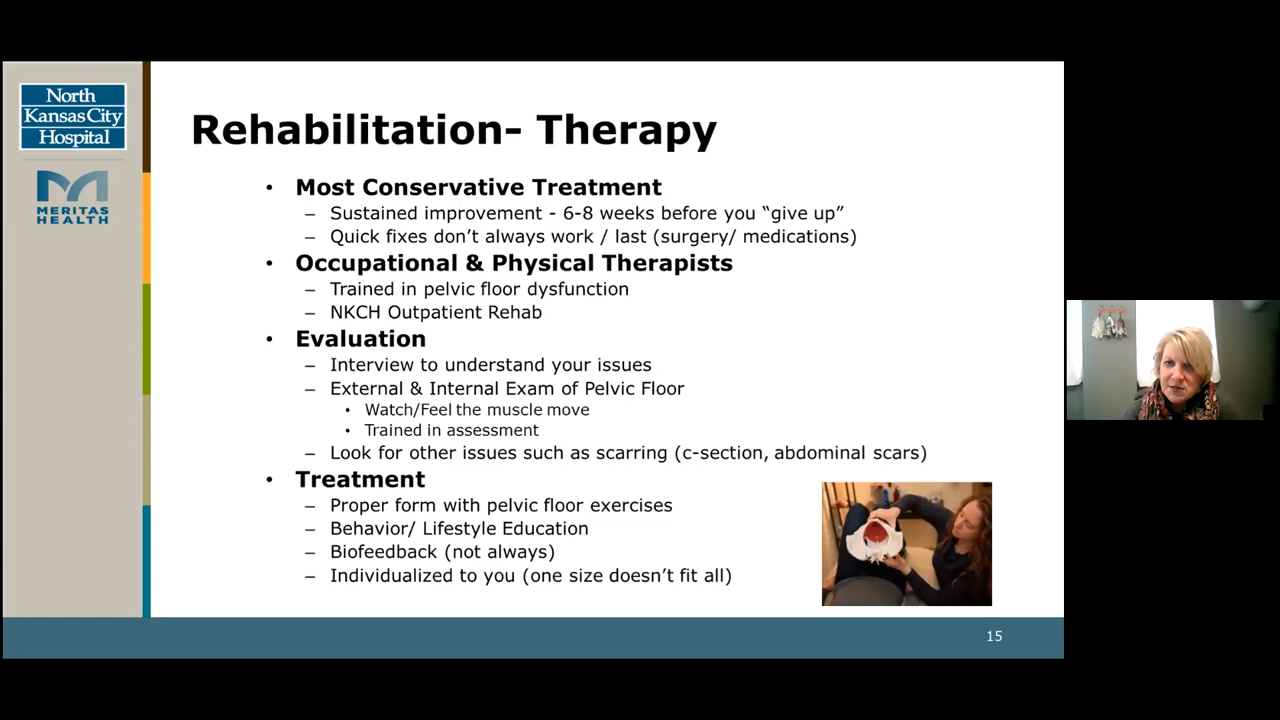 North
Kansas City
Hospital
MERITAS
HEALTH
Rehabilitation- Therapy
• Most Conservative Treatment
– Sustained improvement - 6-8 weeks before you “give up”
– Quick fixes don’t always work / last (surgery/ medications)
• Occupational & Physical Therapists
– Trained in pelvic floor dysfunction
– NKCH Outpatient Rehab
• Evaluation
– Interview to understand your issues
– External & Internal Exam of Pelvic Floor
• Watch/Feel the muscle move
• Trained in assessment
– Look for other issues such as scarring (c-section, abdominal scars)
• Treatment
– Proper form with pelvic floor exercises
– Behavior/ Lifestyle Education
– Biofeedback (not always)
– Individualized to you (one size doesn’t fit all)
15